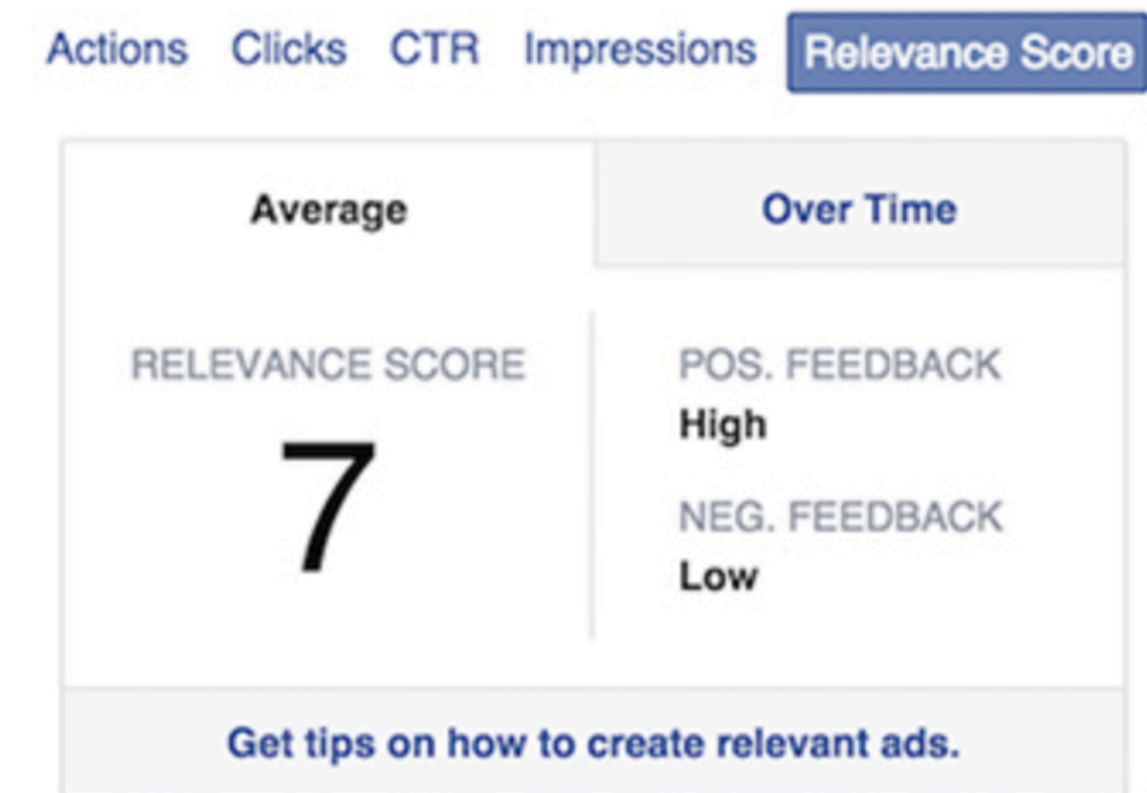 Actions Clicks CTR Impressions Relevance Score
Average Over Time
RELEVANCE SCORE
7
POS. FEEDBACK
High
NEG. FEEDBACK
Low
Get tips on how to create relevant ads.